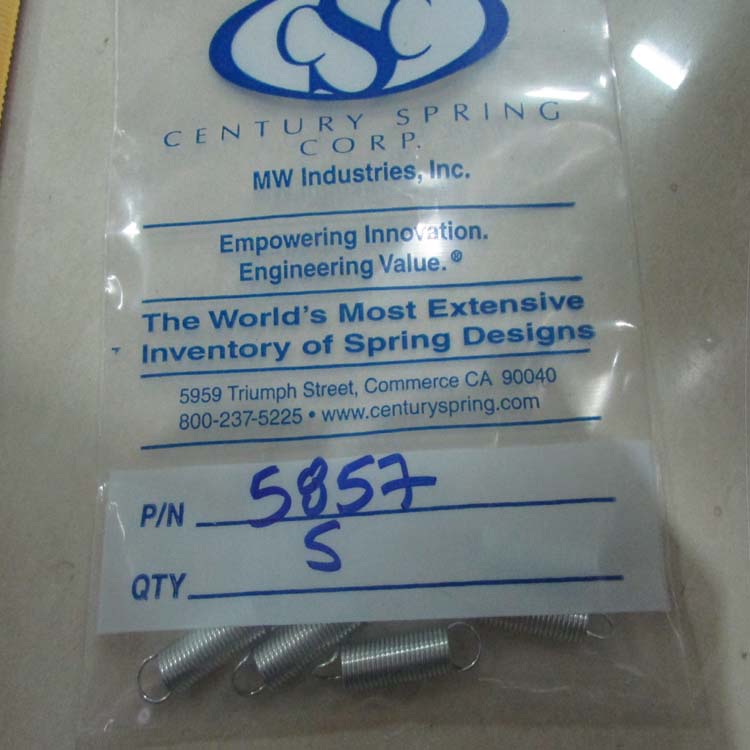 CSC
CENTURY SPRING
CORP.
MW Industries, Inc.
Empowering Innovation.
Engineering Value.®
The World's Most Extensive
Inventory of Spring Designs
5959 Triumph Street, Commerce CA 90040
800-237-5225 • www.centuryspring.com
P/N 5857
QTY 5